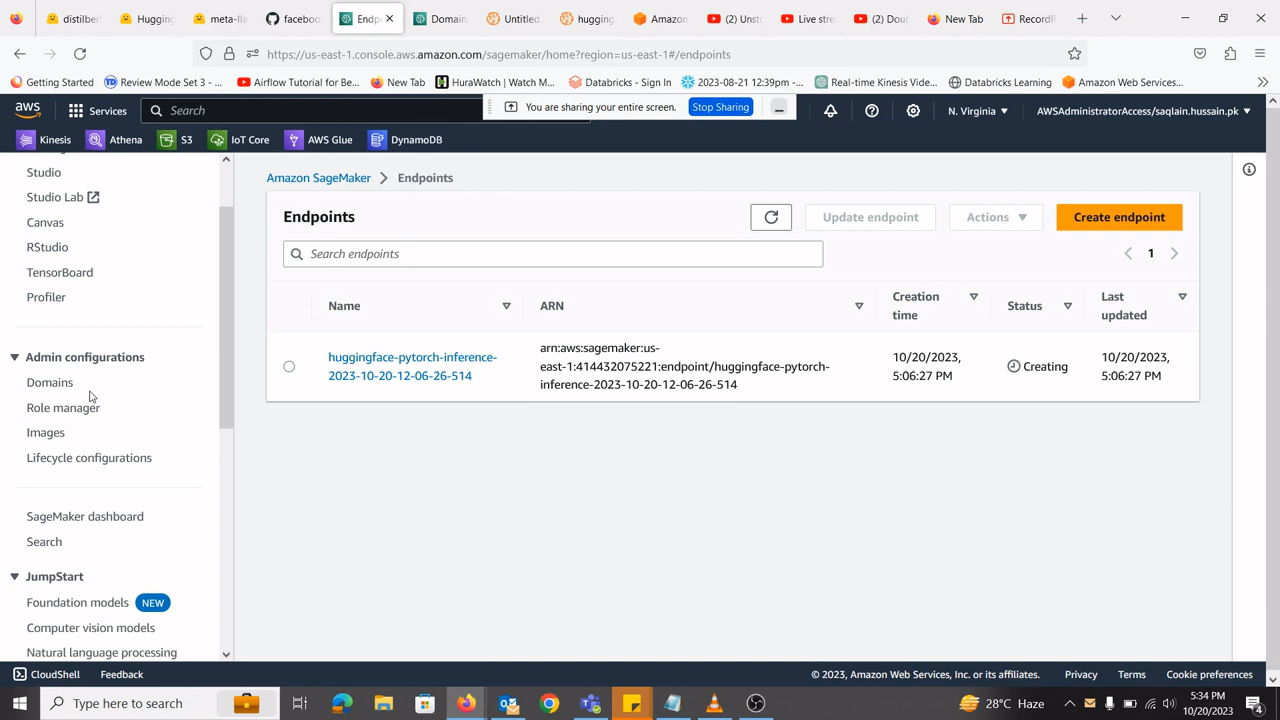 distilbert
Hugging
meta-lla
faceboo
Endp
Domain
Untitled
hugging
Amazon
(2) Unst
Live stre
(2) Dou
New Tab
RecordR
https://us-east-1.console.aws.amazon.com/sagemaker/home?region=us-east-1#/endpoints
Getting Started
Review Mode Set 3 - ...
Airflow Tutorial for Be...
New Tab
HuraWatch | Watch M...
Databricks - Sign In
2023-08-21 12:39pm-...
Real-time Kinesis Vide...
Databricks Learning
Amazon Web Services...
aws
Services
Search
You are sharing your entire screen.
Stop Sharing
N. Virginia
AWSAdministratorAccess/saqlain.hussain.pk
Kinesis
Athena
S3
IoT Core
AWS Glue
DynamoDB
Studio
Studio Lab
Canvas
RStudio
TensorBoard
Profiler
Admin configurations
Domains
Role manager
Images
Lifecycle configurations
SageMaker dashboard
Search
JumpStart
Foundation models NEW
Computer vision models
Natural language processing
Amazon SageMaker
Endpoints
Endpoints
Update endpoint
Actions
Create endpoint
Search endpoints
1
Name
ARN
Creation
time
Status
Last
updated
huggingface-pytorch-inference-
2023-10-20-12-06-26-514
arn:aws:sagemaker:us-
east-1:414432075221:endpoint/huggingface-pytorch-
inference-2023-10-20-12-06-26-514
10/20/2023,
5:06:27 PM
Creating
10/20/2023,
5:06:27 PM
CloudShell
Feedback
© 2023, Amazon Web Services, Inc. or its affiliates.
Privacy
Terms
Cookie preferences
Type here to search
28°C Haze
5:34 PM
10/20/2023
4